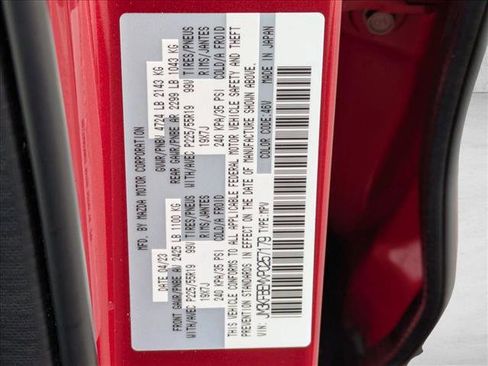 MFD. BY MAZDA MOTOR CORPORATION
DATE: 04/23 GVWR/PNBV 4724 LB 2143 KG
FRONT GAWR/PNBE AV 2425 LB 1100 KG REAR GAWR/PNBE AR 2299 LB 1043 KG
WITH/AVEC P225/55R19 99V TIRES/PNEUS WITH/AVEC P225/55R19 99V TIRES/PNEUS
19X7J RIMS/JANTES 19X7J RIMS/JANTES
240 KPA/35 PSI COLD/A FROID 240 KPA/35 PSI COLD/A FROID
THIS VEHICLE CONFORMS TO ALL APPLICABLE FEDERAL MOTOR VEHICLE SAFETY AND THEFT
PREVENTION STANDARDS IN EFFECT ON THE DATE OF MANUFACTURE SHOWN ABOVE.
VIN: TYPE:MPV COLOR:46V MADE IN JAPAN